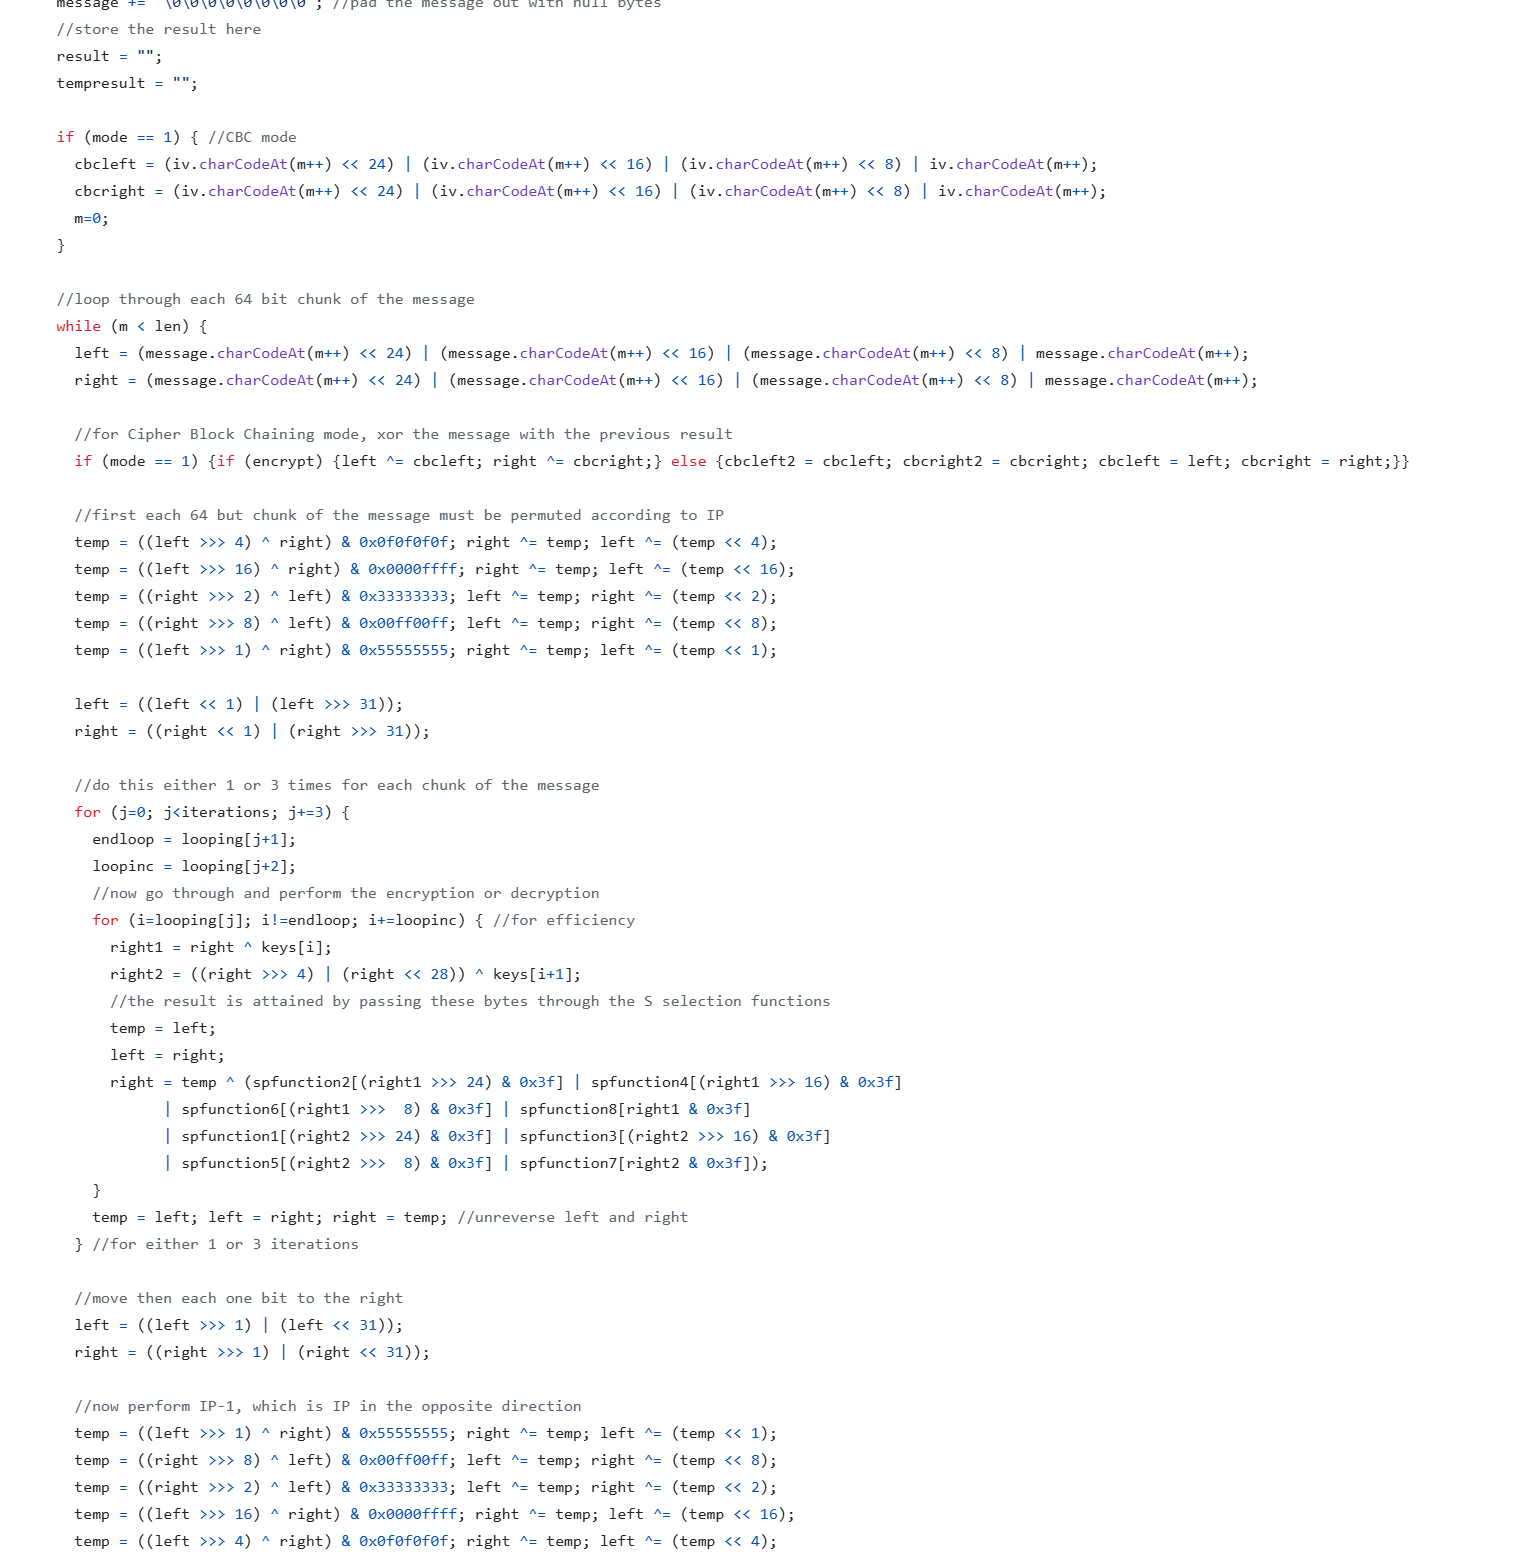 message += "\0\0\0\0\0\0\0\0"; //pad the message out with null bytes
//store the result here
result = "";
tempresult = "";
if (mode == 1) { //CBC mode
cbcleft = (iv.charCodeAt(m++) << 24) | (iv.charCodeAt(m++) << 16) | (iv.charCodeAt(m++) << 8) | iv.charCodeAt(m++);
cbcright = (iv.charCodeAt(m++) << 24) | (iv.charCodeAt(m++) << 16) | (iv.charCodeAt(m++) << 8) | iv.charCodeAt(m++);
m=0;
}
//loop through each 64 bit chunk of the message
while (m < len) {
left = (message.charCodeAt(m++) << 24) | (message.charCodeAt(m++) << 16) | (message.charCodeAt(m++) << 8) | message.charCodeAt(m++);
right = (message.charCodeAt(m++) << 24) | (message.charCodeAt(m++) << 16) | (message.charCodeAt(m++) << 8) | message.charCodeAt(m++);
//for Cipher Block Chaining mode, xor the message with the previous result
if (mode == 1) {if (encrypt) {left ^= cbcleft; right ^= cbcright;} else {cbcleft2 = cbcleft; cbcright2 = cbcright; cbcleft = left; cbcright = right;}}
//first each 64 but chunk of the message must be permuted according to IP
temp = ((left >>> 4) ^ right) & 0x0f0f0f0f; right ^= temp; left ^= (temp << 4);
temp = ((left >>> 16) ^ right) & 0x0000ffff; right ^= temp; left ^= (temp << 16);
temp = ((right >>> 2) ^ left) & 0x33333333; left ^= temp; right ^= (temp << 2);
temp = ((right >>> 8) ^ left) & 0x00ff00ff; left ^= temp; right ^= (temp << 8);
temp = ((left >>> 1) ^ right) & 0x55555555; right ^= temp; left ^= (temp << 1);
left = ((left << 1) | (left >>> 31));
right = ((right << 1) | (right >>> 31));
//do this either 1 or 3 times for each chunk of the message
for (j=0; j<iterations; j+=3) {
endloop = looping[j+1];
loopinc = looping[j+2];
//now go through and perform the encryption or decryption
for (i=looping[j]; i!=endloop; i+=loopinc) { //for efficiency
right1 = right ^ keys[i];
right2 = ((right >>> 4) | (right << 28)) ^ keys[i+1];
//the result is attained by passing these bytes through the S selection functions
temp = left;
left = right;
right = temp ^ (spfunction2[(right1 >>> 24) & 0x3f] | spfunction4[(right1 >>> 16) & 0x3f]
| spfunction6[(right1 >>>  8) & 0x3f] | spfunction8[right1 & 0x3f]
| spfunction1[(right2 >>> 24) & 0x3f] | spfunction3[(right2 >>> 16) & 0x3f]
| spfunction5[(right2 >>>  8) & 0x3f] | spfunction7[right2 & 0x3f]);
}
temp = left; left = right; right = temp; //unreverse left and right
} //for either 1 or 3 iterations
//move then each one bit to the right
left = ((left >>> 1) | (left << 31));
right = ((right >>> 1) | (right << 31));
//now perform IP-1, which is IP in the opposite direction
temp = ((left >>> 1) ^ right) & 0x55555555; right ^= temp; left ^= (temp << 1);
temp = ((right >>> 8) ^ left) & 0x00ff00ff; left ^= temp; right ^= (temp << 8);
temp = ((right >>> 2) ^ left) & 0x33333333; left ^= temp; right ^= (temp << 2);
temp = ((left >>> 16) ^ right) & 0x0000ffff; right ^= temp; left ^= (temp << 16);
temp = ((left >>> 4) ^ right) & 0x0f0f0f0f; right ^= temp; left ^= (temp << 4);